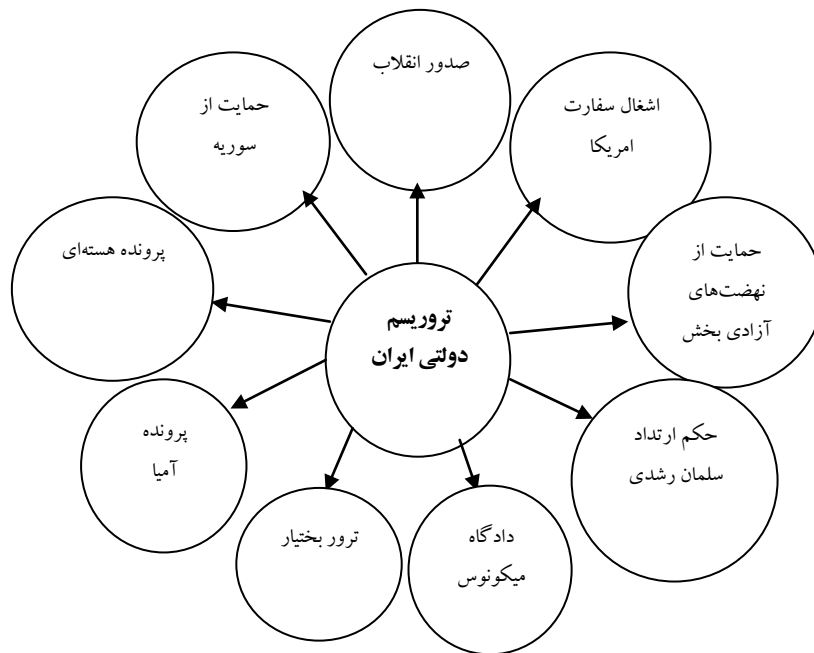 صدور انقلاب
اشغال سفارت
امریکا
حمایت از
نهضت‌های
آزادی بخش
حکم ارتداد
سلمان رشدی
دادگاه
میکونوس
ترور بختیار
پرونده
آمیا
پرونده هسته‌ای
حمایت از
سوریه
تروریسم
دولتی ایران